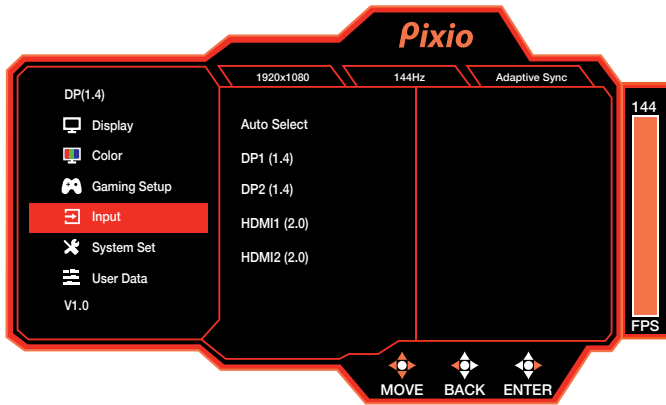 Pixio
1920x1080
144Hz
Adaptive Sync
DP(1.4)
Display
Color
Gaming Setup
Input
System Set
User Data
V1.0
Auto Select
DP1 (1.4)
DP2 (1.4)
HDMI1 (2.0)
HDMI2 (2.0)
144
FPS
MOVE
BACK
ENTER